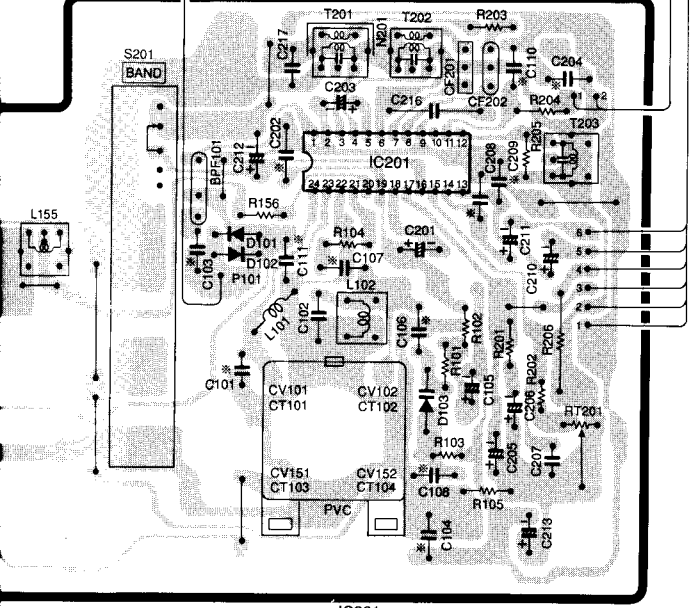 T201
T202
R203
C217
N201
CF201
C110
C204
S201
BAND
C203
※
1
2
C216
CF202
R204
T203
C212
C202
1 2 3 4 5 6 7 8 9 10 11 12
IC201
R205
C209
C208
BPF101
※
24 23 22 21 20 19 18 17 16 15 14 13
※
※
R156
L155
D101
R104
C201
C211
6
C103
※
D102
C111
※
C107
※
C210
5
4
P101
L102
3
2
1
L101
C102
C106
※
R102
R201
R206
R101
C101
※
CV101
CT101
CV102
CT102
D103
C105
C206
R202
RT201
R103
C205
C207
CV151
CT103
CV152
CT104
※
C108
R105
PVC
※
C104
C213